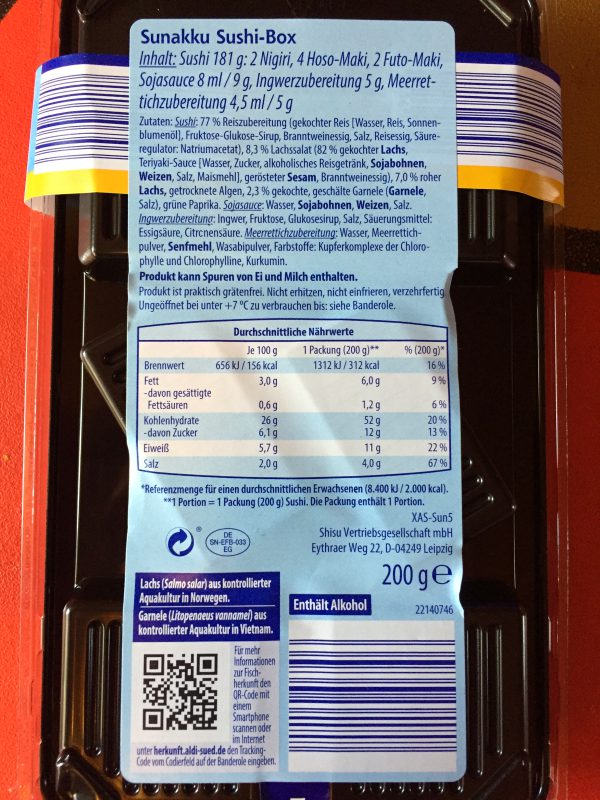 Sunakku Sushi-Box
Inhalt: Sushi 181 g: 2 Nigiri, 4 Hoso-Maki, 2 Futo-Maki,
Sojasauce 8 ml / 9 g, Ingwerzubereitung 5 g, Meerret-
tichzubereitung 4,5 ml / 5 g
Zutaten: Sushi: 77 % Reiszubereitung (gekochter Reis [Wasser, Reis, Sonnen-
blumenöl], Fruktose-Glukose-Sirup, Branntweinessig, Salz, Reisessig, Säure-
regulator: Natriumacetat), 8,3 % Lachssalat (82 % gekochter Lachs,
Teriyaki-Sauce [Wasser, Zucker, alkoholisches Reisgetränk, Sojabohnen,
Weizen, Salz, Maismehl], gerösteter Sesam, Branntweinessig), 7,0 % roher
Lachs, getrocknete Algen, 2,3 % gekochte, geschälte Garnele (Garnele,
Salz), grüne Paprika. Sojasauce: Wasser, Sojabohnen, Weizen, Salz.
Ingwerzubereitung: Ingwer, Fruktose, Glukosesirup, Salz, Säuerungsmittel:
Essigsäure, Citronensäure. Meerrettichzubereitung: Wasser, Meerrettich-
pulver, Senfmehl, Wasabipulver, Farbstoffe: Kupferkomplexe der Chloro-
phylle und Chlorophylline, Kurkumin.
Produkt kann Spuren von Ei und Milch enthalten.
Produkt ist praktisch grätenfrei. Nicht erhitzen, nicht einfrieren, verzehrfertig
Ungeöffnet bei unter +7 °C zu verbrauchen bis: siehe Banderole.
Durchschnittliche Nährwerte
Je 100 g 1 Packung (200 g)** % (200 g)*
Brennwert 656 kJ / 156 kcal 1312 kJ / 312 kcal 16 %
Fett 3,0 g 6,0 g 9 %
-davon gesättigte
Fettsäuren 0,6 g 1,2 g 6 %
Kohlenhydrate 26 g 52 g 20 %
-davon Zucker 6,1 g 12 g 13 %
Eiweiß 5,7 g 11 g 22 %
Salz 2,0 g 4,0 g 67 %
*Referenzmenge für einen durchschnittlichen Erwachsenen (8.400 kJ / 2.000 kcal).
**1 Portion = 1 Packung (200 g) Sushi. Die Packung enthält 1 Portion.
XAS-Sun5
Shisu Vertriebsgesellschaft mbH
Eythraer Weg 22, D-04249 Leipzig
®
DE
SN-EFB-033
EG
200 g e
Lachs (Salmo salar) aus kontrollierter
Aquakultur in Norwegen.
Garnele (Litopenaeus vannamei) aus
kontrollierter Aquakultur in Vietnam.
Enthält Alkohol
22140746
Für mehr
Informationen
zur Fisch-
herkunft den
QR-Code mit
einem
Smartphone
scannen oder
im Internet
unter herkunft.aldi-sued.de den Tracking-
Code vom Codierfeld auf der Banderole eingeben.